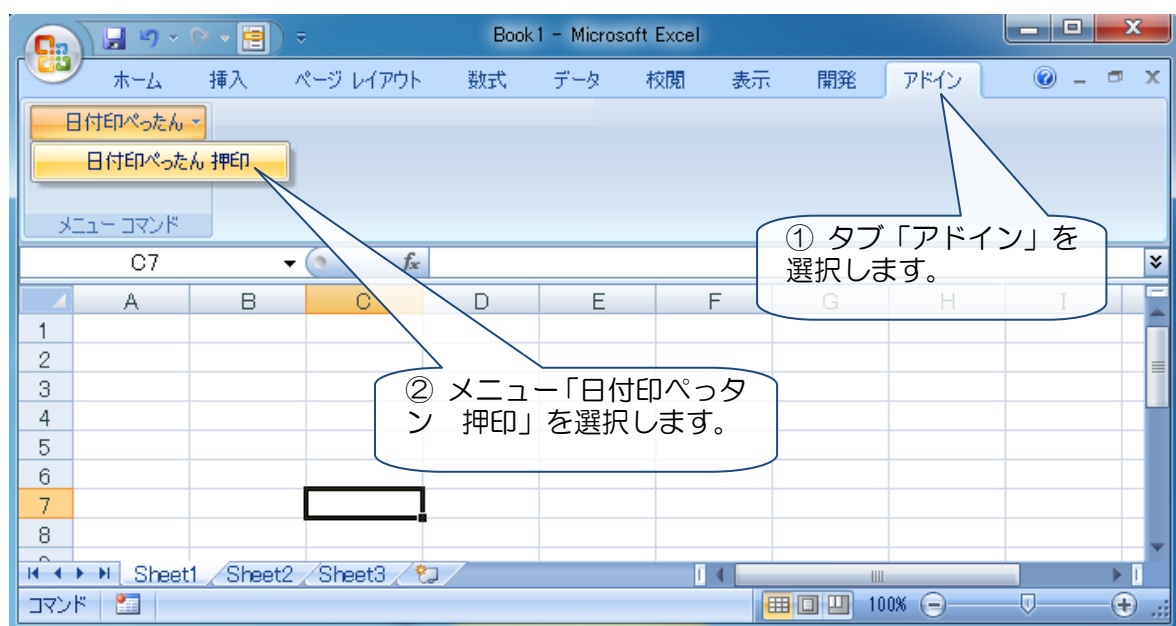 Book1 - Microsoft Excel
ホーム 挿入 ページ レイアウト 数式 データ 校閲 表示 開発 アドイン
日付印ぺったん
日付印ぺったん 押印
メニュー コマンド
① タブ「アドイン」を
選択します。
C7 fx
A B C D E F G H I
1
2
3
② メニュー「日付印ぺっタ
ン 押印」を選択します。
4
5
6
7
8
Sheet1 Sheet2 Sheet3
コマンド 100%